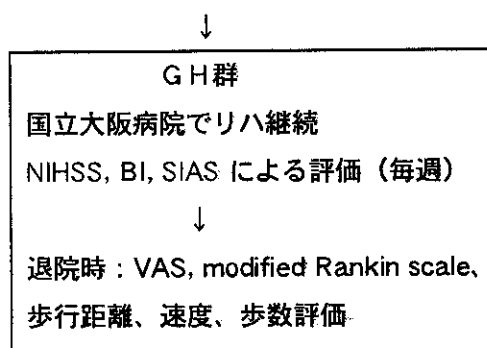 ↓
GH群
国立大阪病院でリハ継続
NIHSS, BI, SIAS による評価（毎週）
↓
退院時：VAS, modified Rankin scale、
歩行距離、速度、歩数評価